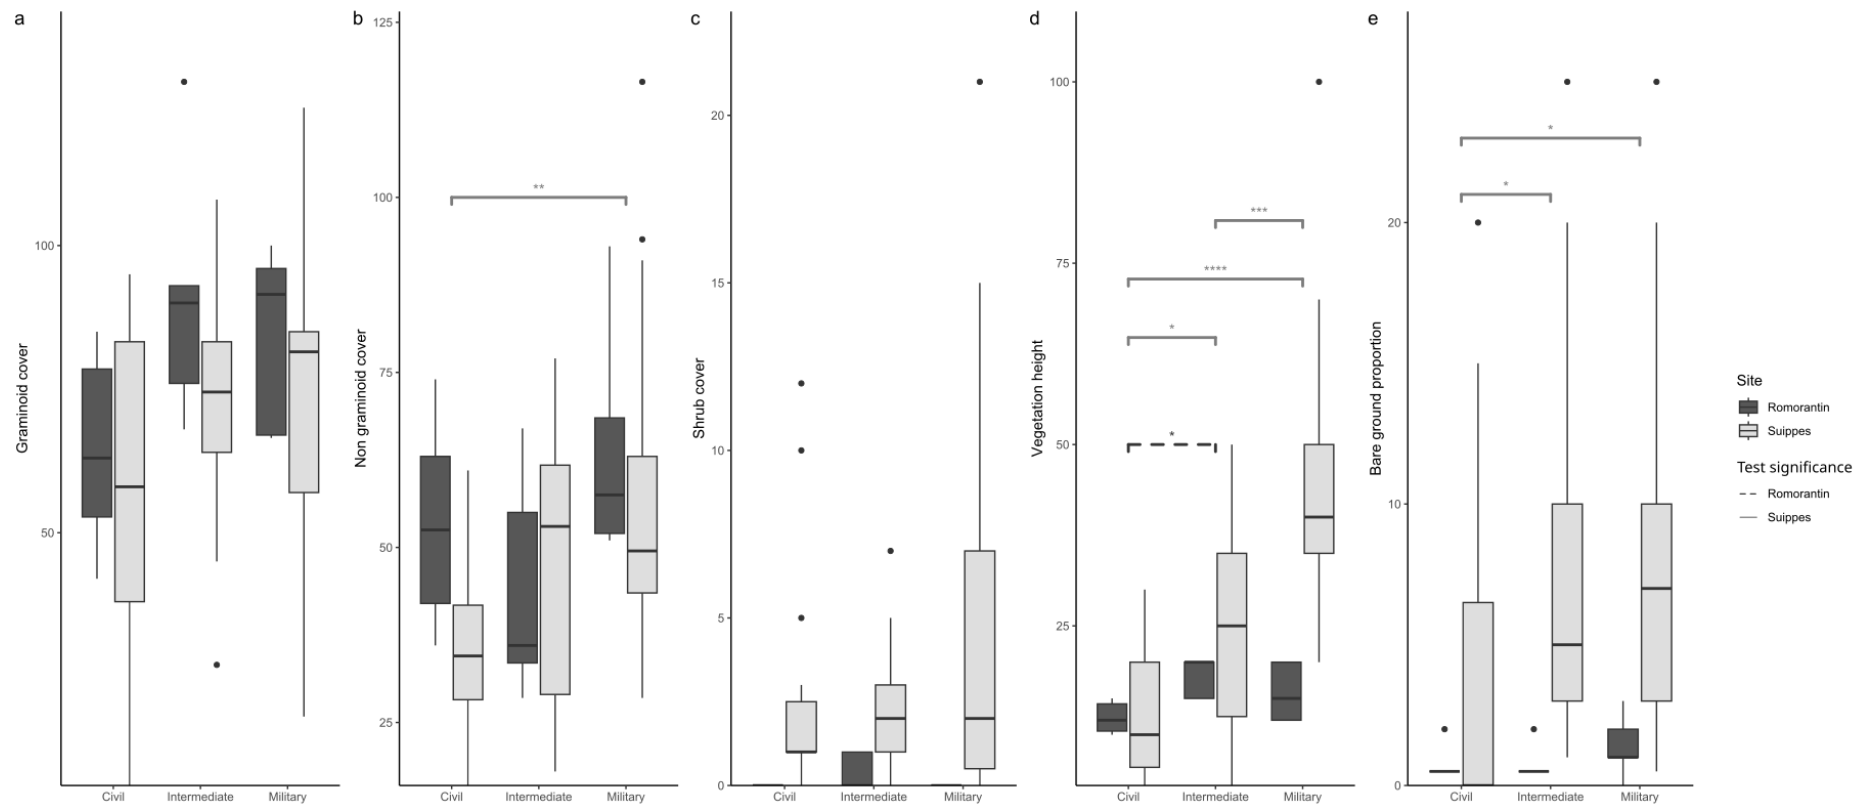 a
Graminoid cover
100
50
Civil
Intermediate
Military
b
Non graminoid cover
125
100
75
50
25
**
Civil
Intermediate
Military
c
Shrub cover
20
15
10
5
0
Civil
Intermediate
Military
d
Vegetation height
100
75
50
25
***
****
*
*
Civil
Intermediate
Military
e
Bare ground proportion
20
10
0
*
*
Civil
Intermediate
Military
Site
Romorantin
Suippes
Test significance
Romorantin
Suippes